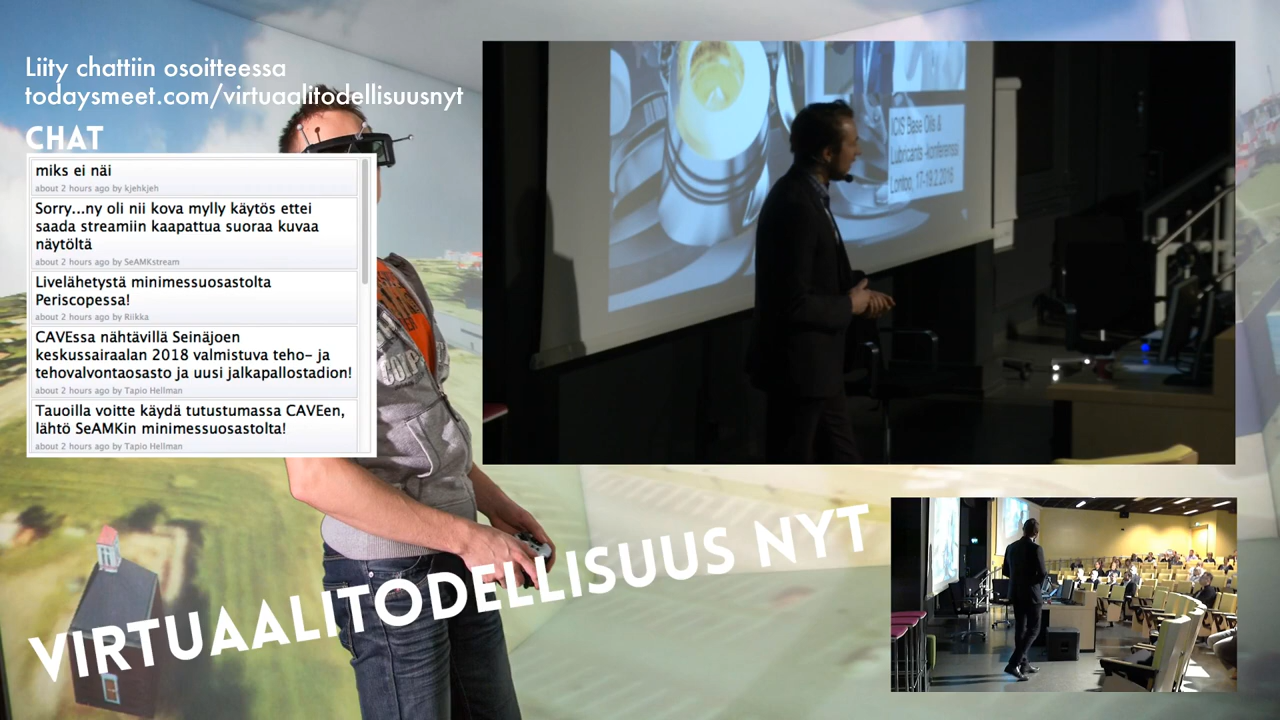 Liity chattiin osoitteessa
todaysmeet.com/virtuaalitodellisuusnyt
CHAT
miks ei näi
about 2 hours ago by kjehkjeh
Sorry...ny oli nii kova mylly käytös ettei
saada streamiin kaapattua suoraa kuvaa
näytöltä
about 2 hours ago by SeAMKstream
Livelähetystä minimessuosastolta
Periscopessa!
about 2 hours ago by Riikka
CAVEssa nähtävillä Seinäjoen
keskussairaalan 2018 valmistuva teho- ja
tehovalvontaosasto ja uusi jalkapallostadion!
about 2 hours ago by Tapio Hellman
Tauoilla voitte käydä tutustumassa CAVEen,
lähtö SeAMKin minimessuosastolta!
about 2 hours ago by Tapio Hellman
ICIS Base Oils &
Lubricants -konferenssi
Lontoo, 17-19.2.2016
VIRTUAALITODELLISUUS NYT